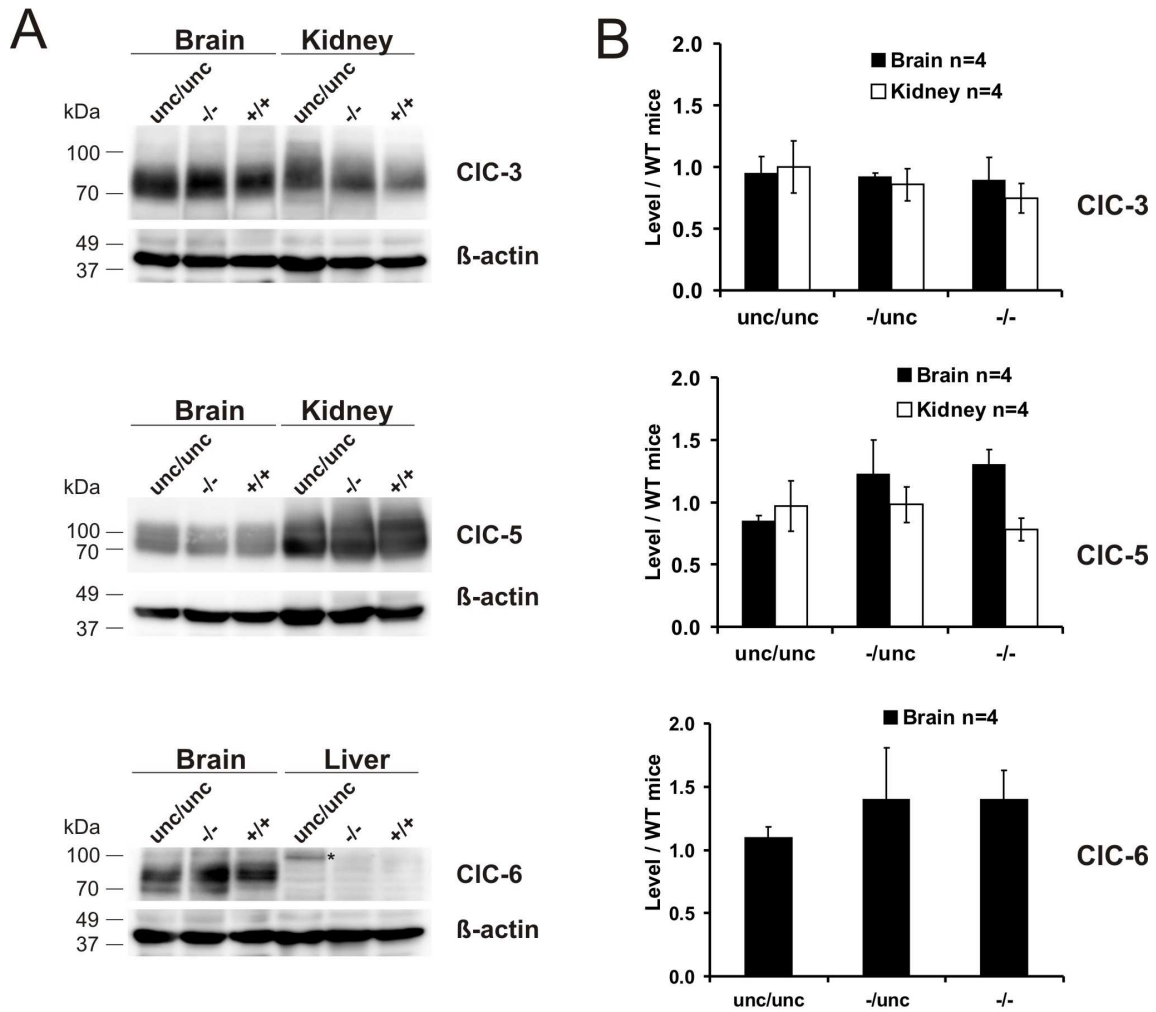 A
Brain Kidney
unc/unc -/- +/+ unc/unc -/- +/+
kDa
100
70
ClC-3
49
37
ß-actin
Brain Kidney
unc/unc -/- +/+ unc/unc -/- +/+
kDa
100
70
ClC-5
49
37
ß-actin
Brain Liver
unc/unc -/- +/+ unc/unc -/- +/+
kDa
100
*
70
ClC-6
49
37
ß-actin
B
2.0
1.5
1.0
0.5
0.0
Level / WT mice
Brain n=4
Kidney n=4
unc/unc -/unc -/-
ClC-3
2.0
1.5
1.0
0.5
0.0
Level / WT mice
Brain n=4
Kidney n=4
unc/unc -/unc -/-
ClC-5
2.0
1.5
1.0
0.5
0.0
Level / WT mice
Brain n=4
unc/unc -/unc -/-
ClC-6